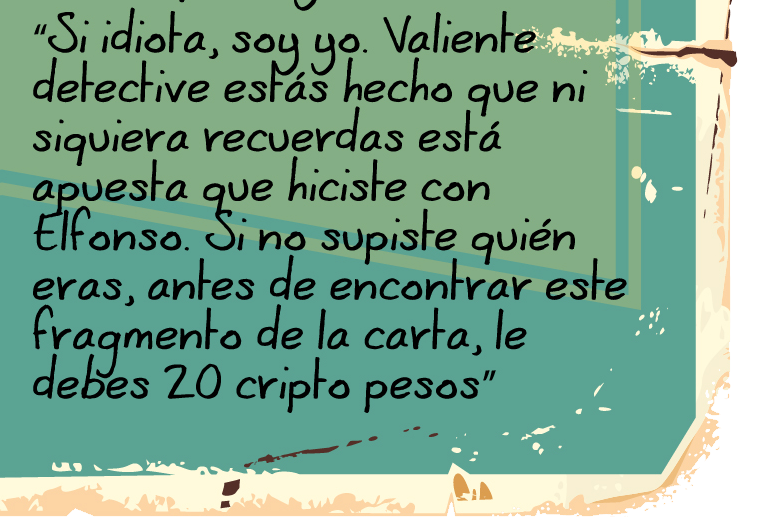 “Si idiota, soy yo. Valiente
detective estás hecho que ni
siquiera recuerdas está
apuesta que hiciste con
Elfonso. Si no supiste quién
eras, antes de encontrar este
fragmento de la carta, le
debes 20 cripto pesos”